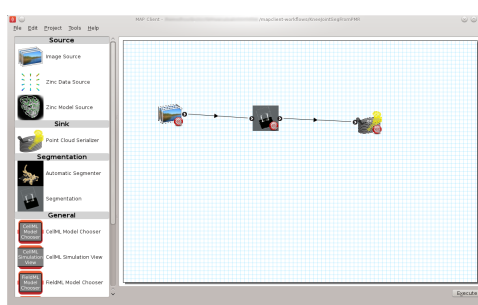 MAP Client -
File Edit Project Tools Help
Source
Image Source
Zinc Data Source
Zinc Model Source
Sink
Point Cloud Serializer
Segmentation
Automatic Segmenter
Segmentation
General
CellML Model Chooser
CellML Model Chooser
CellML Simulation View
CellML Simulation View
FieldML Model Chooser
FieldML Model Chooser
Execute